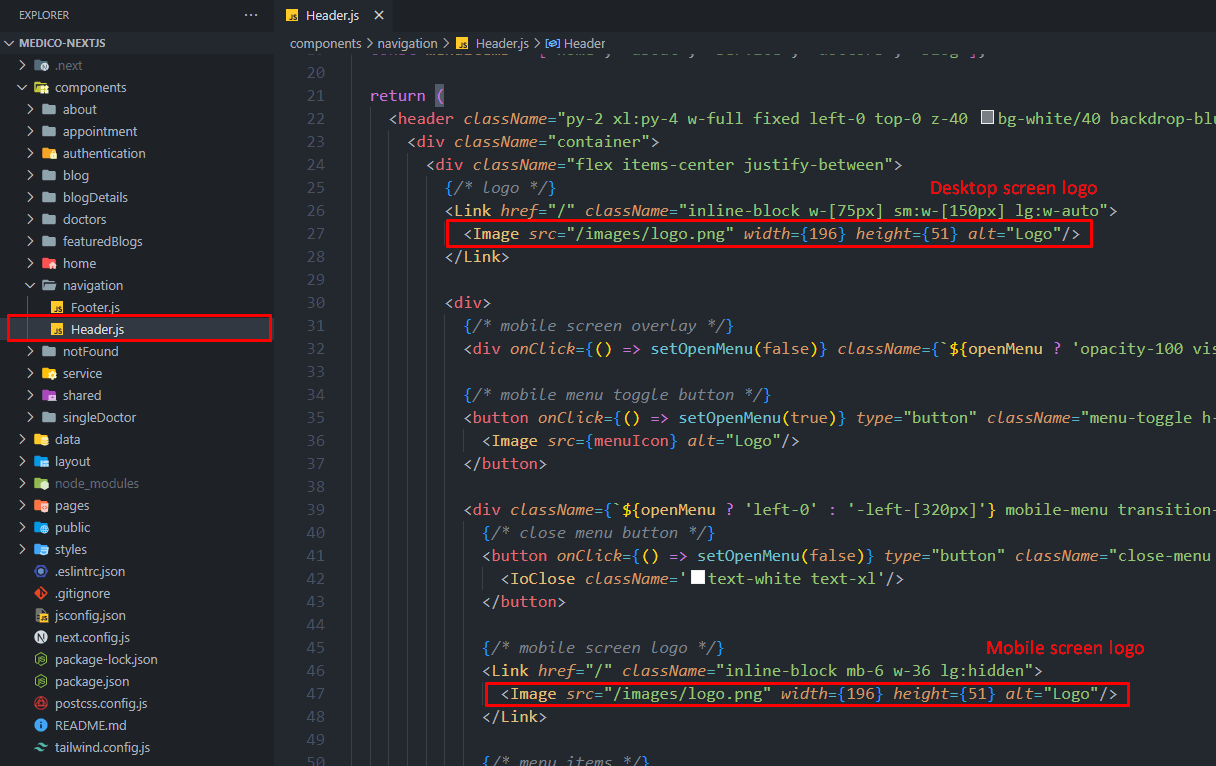 EXPLORER
···
MEDICO-NEXTJS
.next
components
about
appointment
authentication
blog
blogDetails
doctors
featuredBlogs
home
navigation
Footer.js
Header.js
notFound
service
shared
singleDoctor
data
layout
node_modules
pages
public
styles
.eslintrc.json
.gitignore
jsconfig.json
next.config.js
package-lock.json
package.json
postcss.config.js
README.md
tailwind.config.js
Header.js
components > navigation > Header.js > Header
20
21 return (
22 <header className="py-2 xl:py-4 w-full fixed left-0 top-0 z-40 bg-white/40 backdrop-blu
23 <div className="container">
24 <div className="flex items-center justify-between">
25 {/* logo */}
Desktop screen logo
26 <Link href="/" className="inline-block w-[75px] sm:w-[150px] lg:w-auto">
27 <Image src="/images/logo.png" width={196} height={51} alt="Logo"/>
28 </Link>
29
30 <div>
31 {/* mobile screen overlay */}
32 <div onClick={() => setOpenMenu(false)} className={`${openMenu ? 'opacity-100 vis
33
34 {/* mobile menu toggle button */}
35 <button onClick={() => setOpenMenu(true)} type="button" className="menu-toggle h-
36 <Image src={menuIcon} alt="Logo"/>
37 </button>
38
39 <div className={`${openMenu ? 'left-0' : '-left-[320px]'} mobile-menu transition-
40 {/* close menu button */}
41 <button onClick={() => setOpenMenu(false)} type="button" className="close-menu
42 <IoClose className='text-white text-xl'/>
43 </button>
44
45 {/* mobile screen logo */}
Mobile screen logo
46 <Link href="/" className="inline-block mb-6 w-36 lg:hidden">
47 <Image src="/images/logo.png" width={196} height={51} alt="Logo"/>
48 </Link>
49
50 {/* menu items */}